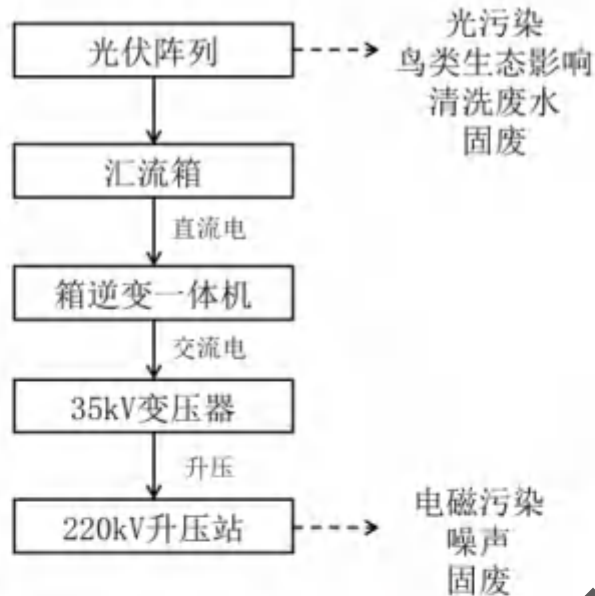 光伏阵列
光污染
鸟类生态影响
清洗废水
固废
汇流箱
直流电
箱逆变一体机
交流电
35kV变压器
升压
220kV升压站
电磁污染
噪声
固废